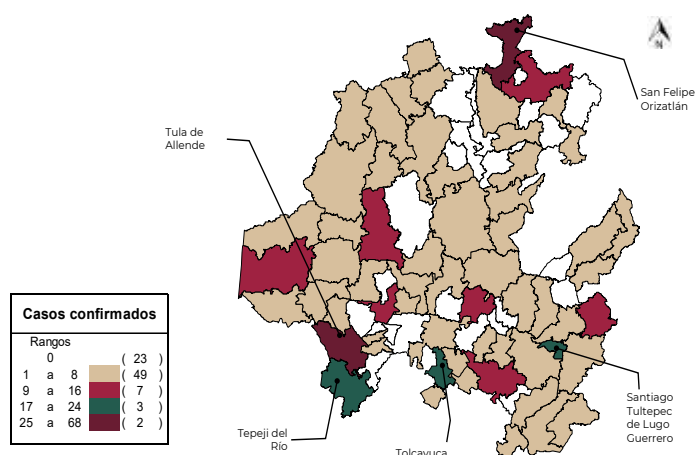 N
San Felipe
Orizatlán
Tula de
Allende
Casos confirmados
Rangos
0 ( 23 )
1 a 8 ( 49 )
9 a 16 ( 7 )
17 a 24 ( 3 )
25 a 68 ( 2 )
Tepeji del
Río
Tolcayuca
Santiago
Tultepec
de Lugo
Guerrero